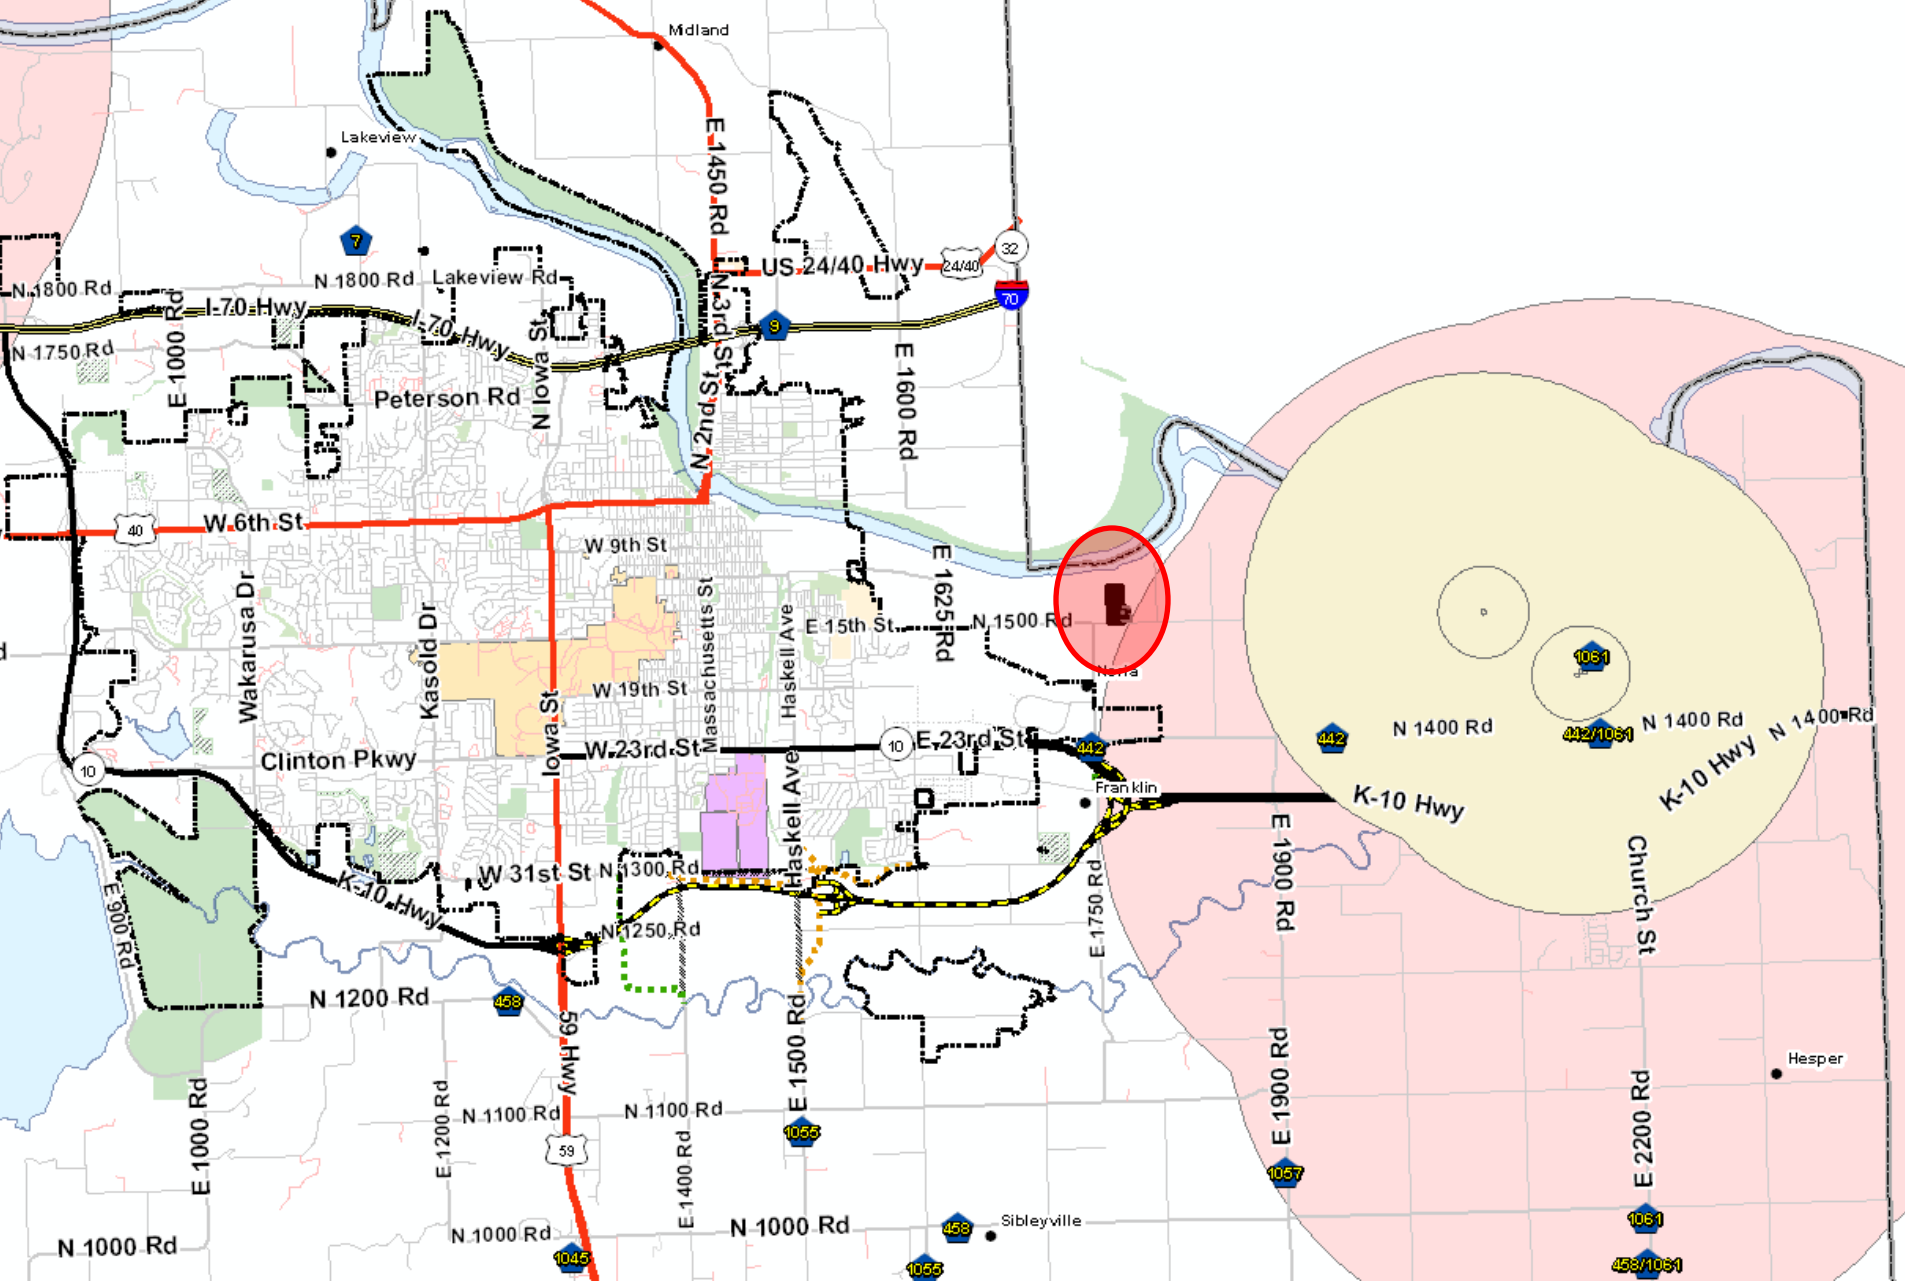 Midland
Lakeview
E 1450 Rd
7
N 1800 Rd
Lakeview Rd
US 24/40 Hwy
24/40
32
70
N 1800 Rd
I-70 Hwy
I-70 Hwy
N 3rd St
9
N 1750 Rd
E 1000 Rd
N Iowa St
E 1600 Rd
Peterson Rd
N 2nd St
40
W 6th St
W 9th St
E 1625 Rd
Wakarusa Dr
Kasold Dr
Massachusetts St
Haskell Ave
E 15th St
N 1500 Rd
W 19th St
1061
Iowa St
10
Clinton Pkwy
W 23rd St
10
E 23rd St
442
442
N 1400 Rd
442/1061
N 1400 Rd
N 1400 Rd
Franklin
K-10 Hwy
K-10 Hwy
Haskell Ave
W 31st St
N 1300 Rd
K-10 Hwy
E 900 Rd
N 1250 Rd
E 1750 Rd
E 1900 Rd
Church St
N 1200 Rd
458
59 Hwy
E 1500 Rd
Hesper
E 1000 Rd
E 1200 Rd
N 1100 Rd
N 1100 Rd
E 1900 Rd
E 2200 Rd
1055
59
E 1400 Rd
1057
N 1000 Rd
N 1000 Rd
N 1000 Rd
458
Sibleyville
1061
1045
1055
458/1061